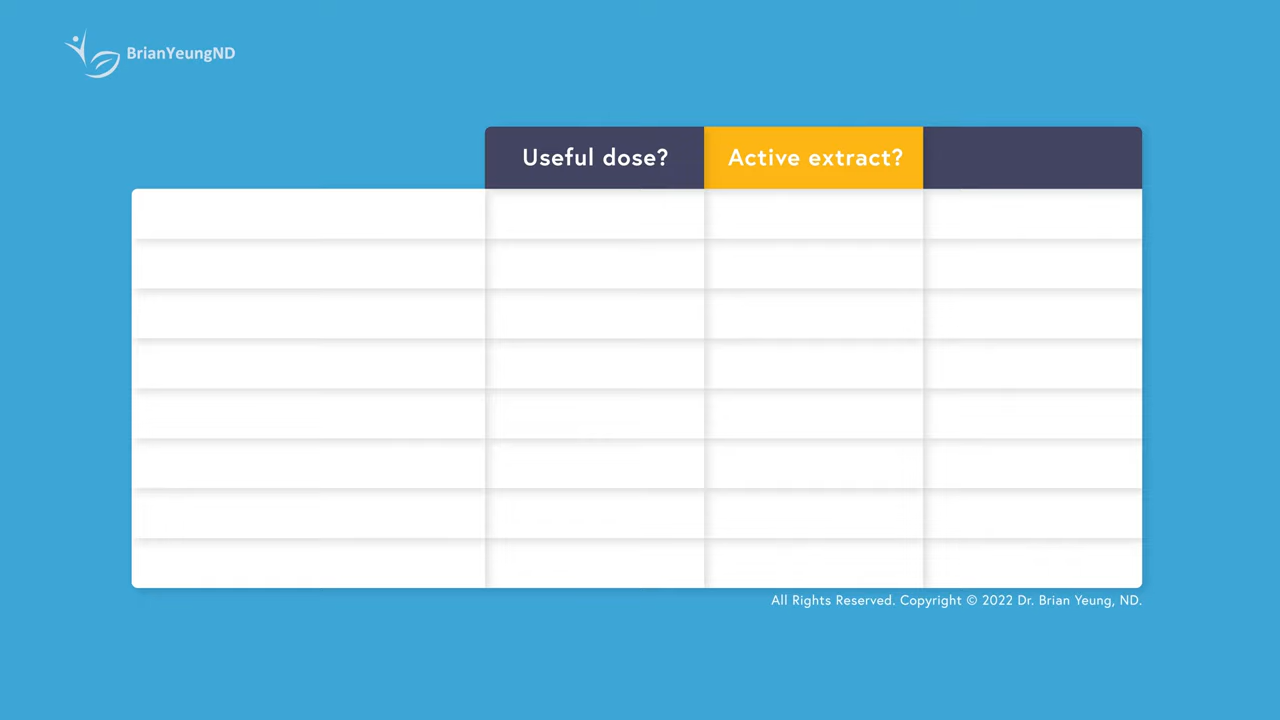 BrianYeungND
Useful dose? Active extract?
All Rights Reserved. Copyright © 2022 Dr. Brian Yeung, ND.